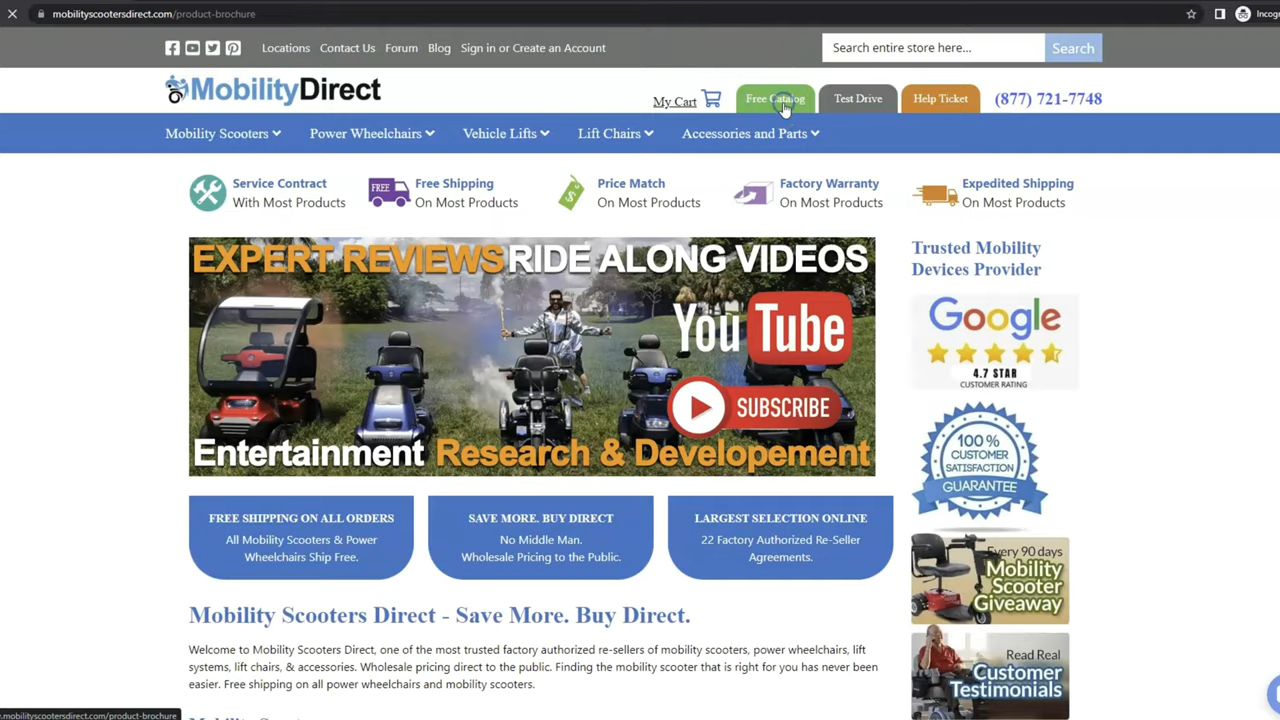 mobilityscootersdirect.com/product-brochure
Incog
Locations Contact Us Forum Blog Sign in or Create an Account
Search entire store here... Search
MobilityDirect
My Cart Free Catalog Test Drive Help Ticket (877) 721-7748
Mobility Scooters Power Wheelchairs Vehicle Lifts Lift Chairs Accessories and Parts
Service Contract
With Most Products
FREE
Free Shipping
On Most Products
$
Price Match
On Most Products
Factory Warranty
On Most Products
Expedited Shipping
On Most Products
EXPERT REVIEWS RIDE ALONG VIDEOS
YouTube
SUBSCRIBE
Entertainment Research & Developement
Trusted Mobility
Devices Provider
Google
4.7 STAR
CUSTOMER RATING
100%
CUSTOMER
SATISFACTION
GUARANTEE
Every 90 days
Mobility
Scooter
Giveaway
Read Real
Customer
Testimonials
FREE SHIPPING ON ALL ORDERS
All Mobility Scooters & Power
Wheelchairs Ship Free.
SAVE MORE. BUY DIRECT
No Middle Man.
Wholesale Pricing to the Public.
LARGEST SELECTION ONLINE
22 Factory Authorized Re-Seller
Agreements.
Mobility Scooters Direct - Save More. Buy Direct.
Welcome to Mobility Scooters Direct, one of the most trusted factory authorized re-sellers of mobility scooters, power wheelchairs, lift
systems, lift chairs, & accessories. Wholesale pricing direct to the public. Finding the mobility scooter that is right for you has never been
easier. Free shipping on all power wheelchairs and mobility scooters.
.mobilityscootersdirect.com/product-brochure